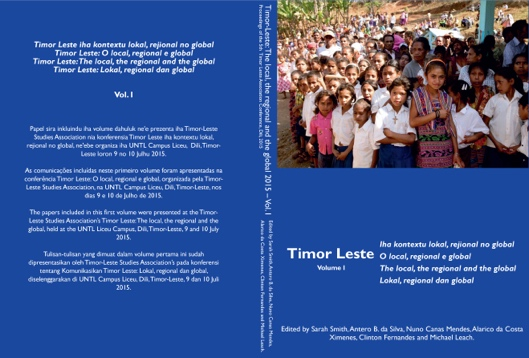 Timor Leste iha kontextu lokal, rejional no global
Timor Leste: O local, regional e global
Timor Leste: The local, the regional and the global
Timor Leste: Lokal, regional dan global
Vol. I
Papel sira inkluindu iha volume dahuluk ne'e prezenta iha Timor-Leste
Studies Association nia konferensia Timor Leste iha kontextu lokal,
rejional no global, ne'ebe organiza iha UNTL Campus Liceu, Dili, Timor-
Leste loron 9 no 10 Julho 2015.
As comunicações incluidas neste primeiro volume foram apresentadas na
conferência Timor Leste: O local, regional e global, organizada pela Timor-
Leste Studies Association, na UNTL Campus Liceu, Dili, Timor-Leste, nos
dias 9 e 10 de Julho de 2015.
The papers included in this first volume were presented at the Timor-
Leste Studies Association's Timor Leste: The local, the regional and the
global, held at the UNTL Liceu Campus, Dili, Timor-Leste, 9 and 10 July
2015.
Tulisan-tulisan yang dimuat dalam volume pertama ini sudah
dipresentasikan oleh Timor-Leste Studies Association's pada konferensi
tentang Komunikasikan Timor Leste: Lokal, regional dan global,
diselenggarakan di UNTL Campus Liceu, Dili, Timor-Leste, 9 dan 10 Juli
2015.
Timor-Leste: The local, the regional and the global 2015 – Vol.I
Proceedings of the 5th Timor-Leste Studies Association Conference, Dili, 2015
Edited by Sarah Smith, Antero B. da Silva, Nuno Canas Mendes,
Alarico da Costa Ximenes, Clinton Fernandes and Michael Leach.
Timor Leste
Volume I
Iha kontextu lokal, rejional no global
O local, regional e global
The local, the regional and the global
Lokal, regional dan global
Edited by Sarah Smith, Antero B. da Silva, Nuno Canas Mendes, Alarico da Costa
Ximenes, Clinton Fernandes and Michael Leach.